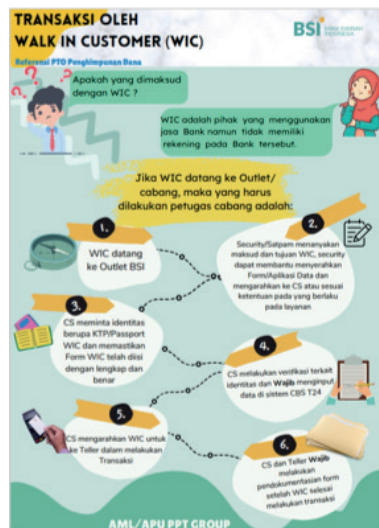 TRANSAKSI OLEH
WALK IN CUSTOMER (WIC)
BSI BANK SYARIAH
INDONESIA
Referensi PTO Penghimpunan Dana
Apakah yang dimaksud
dengan WIC ?
WIC adalah pihak yang menggunakan
jasa Bank namun tidak memiliki
rekening pada Bank tersebut.
Jika WIC datang ke Outlet/
cabang, maka yang harus
dilakukan petugas cabang adalah:
1.
WIC datang
ke Outlet BSI
2.
Security/Satpam menanyakan
maksud dan tujuan WIC, security
dapat membantu menyerahkan
Form/Aplikasi Data dan
mengarahkan ke CS atau sesuai
ketentuan pada yang berlaku
pada layanan
3.
CS meminta identitas
berupa KTP/Passport
WIC dan memastikan
Form WIC telah diisi
dengan lengkap dan
benar
4.
CS melakukan verifikasi terkait
identitas dan Wajib menginput
data di sistem CBS T24
5.
CS mengarahkan WIC untuk
ke Teller dalam melakukan
Transaksi
6.
CS dan Teller Wajib
melakukan
pendokumentasian form
setelah WIC selesai
melakukan transaksi
AML/APU PPT GROUP